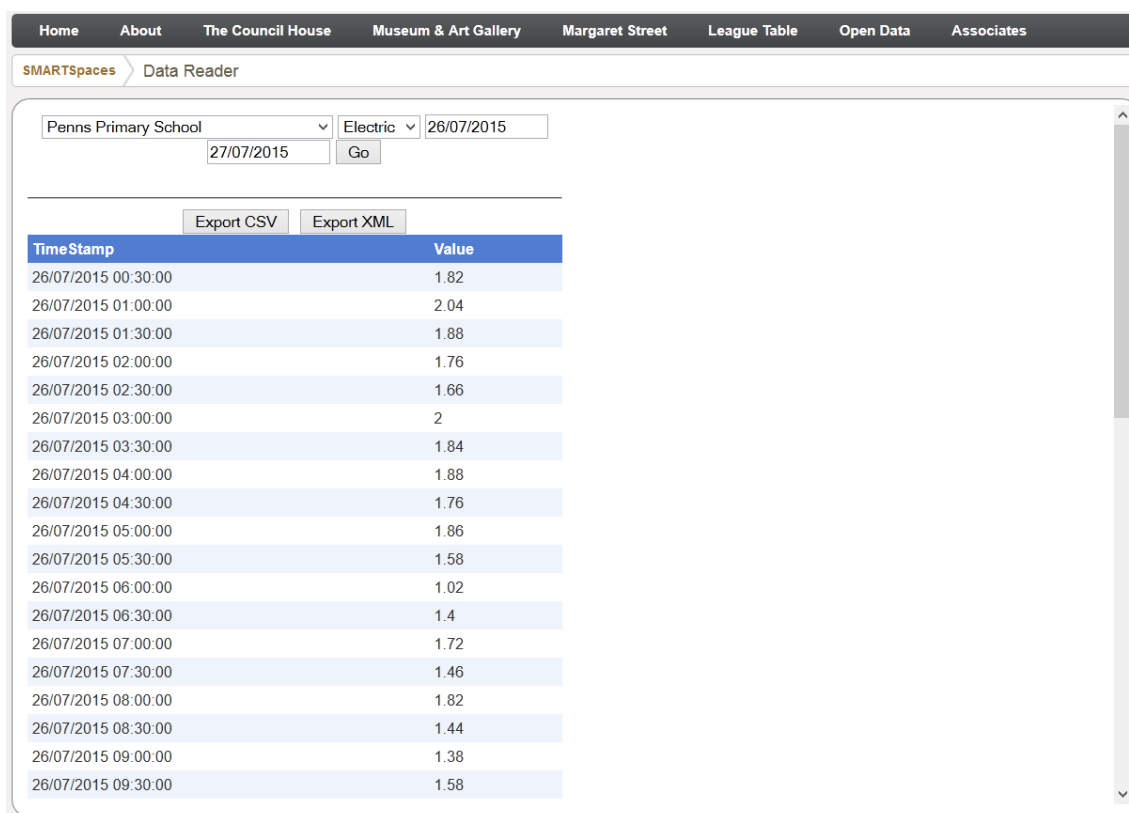 Home About The Council House Museum & Art Gallery Margaret Street League Table Open Data Associates
SMARTSpaces Data Reader
Penns Primary School Electric 26/07/2015
27/07/2015 Go
Export CSV Export XML
TimeStamp Value
26/07/2015 00:30:00 1.82
26/07/2015 01:00:00 2.04
26/07/2015 01:30:00 1.88
26/07/2015 02:00:00 1.76
26/07/2015 02:30:00 1.66
26/07/2015 03:00:00 2
26/07/2015 03:30:00 1.84
26/07/2015 04:00:00 1.88
26/07/2015 04:30:00 1.76
26/07/2015 05:00:00 1.86
26/07/2015 05:30:00 1.58
26/07/2015 06:00:00 1.02
26/07/2015 06:30:00 1.4
26/07/2015 07:00:00 1.72
26/07/2015 07:30:00 1.46
26/07/2015 08:00:00 1.82
26/07/2015 08:30:00 1.44
26/07/2015 09:00:00 1.38
26/07/2015 09:30:00 1.58